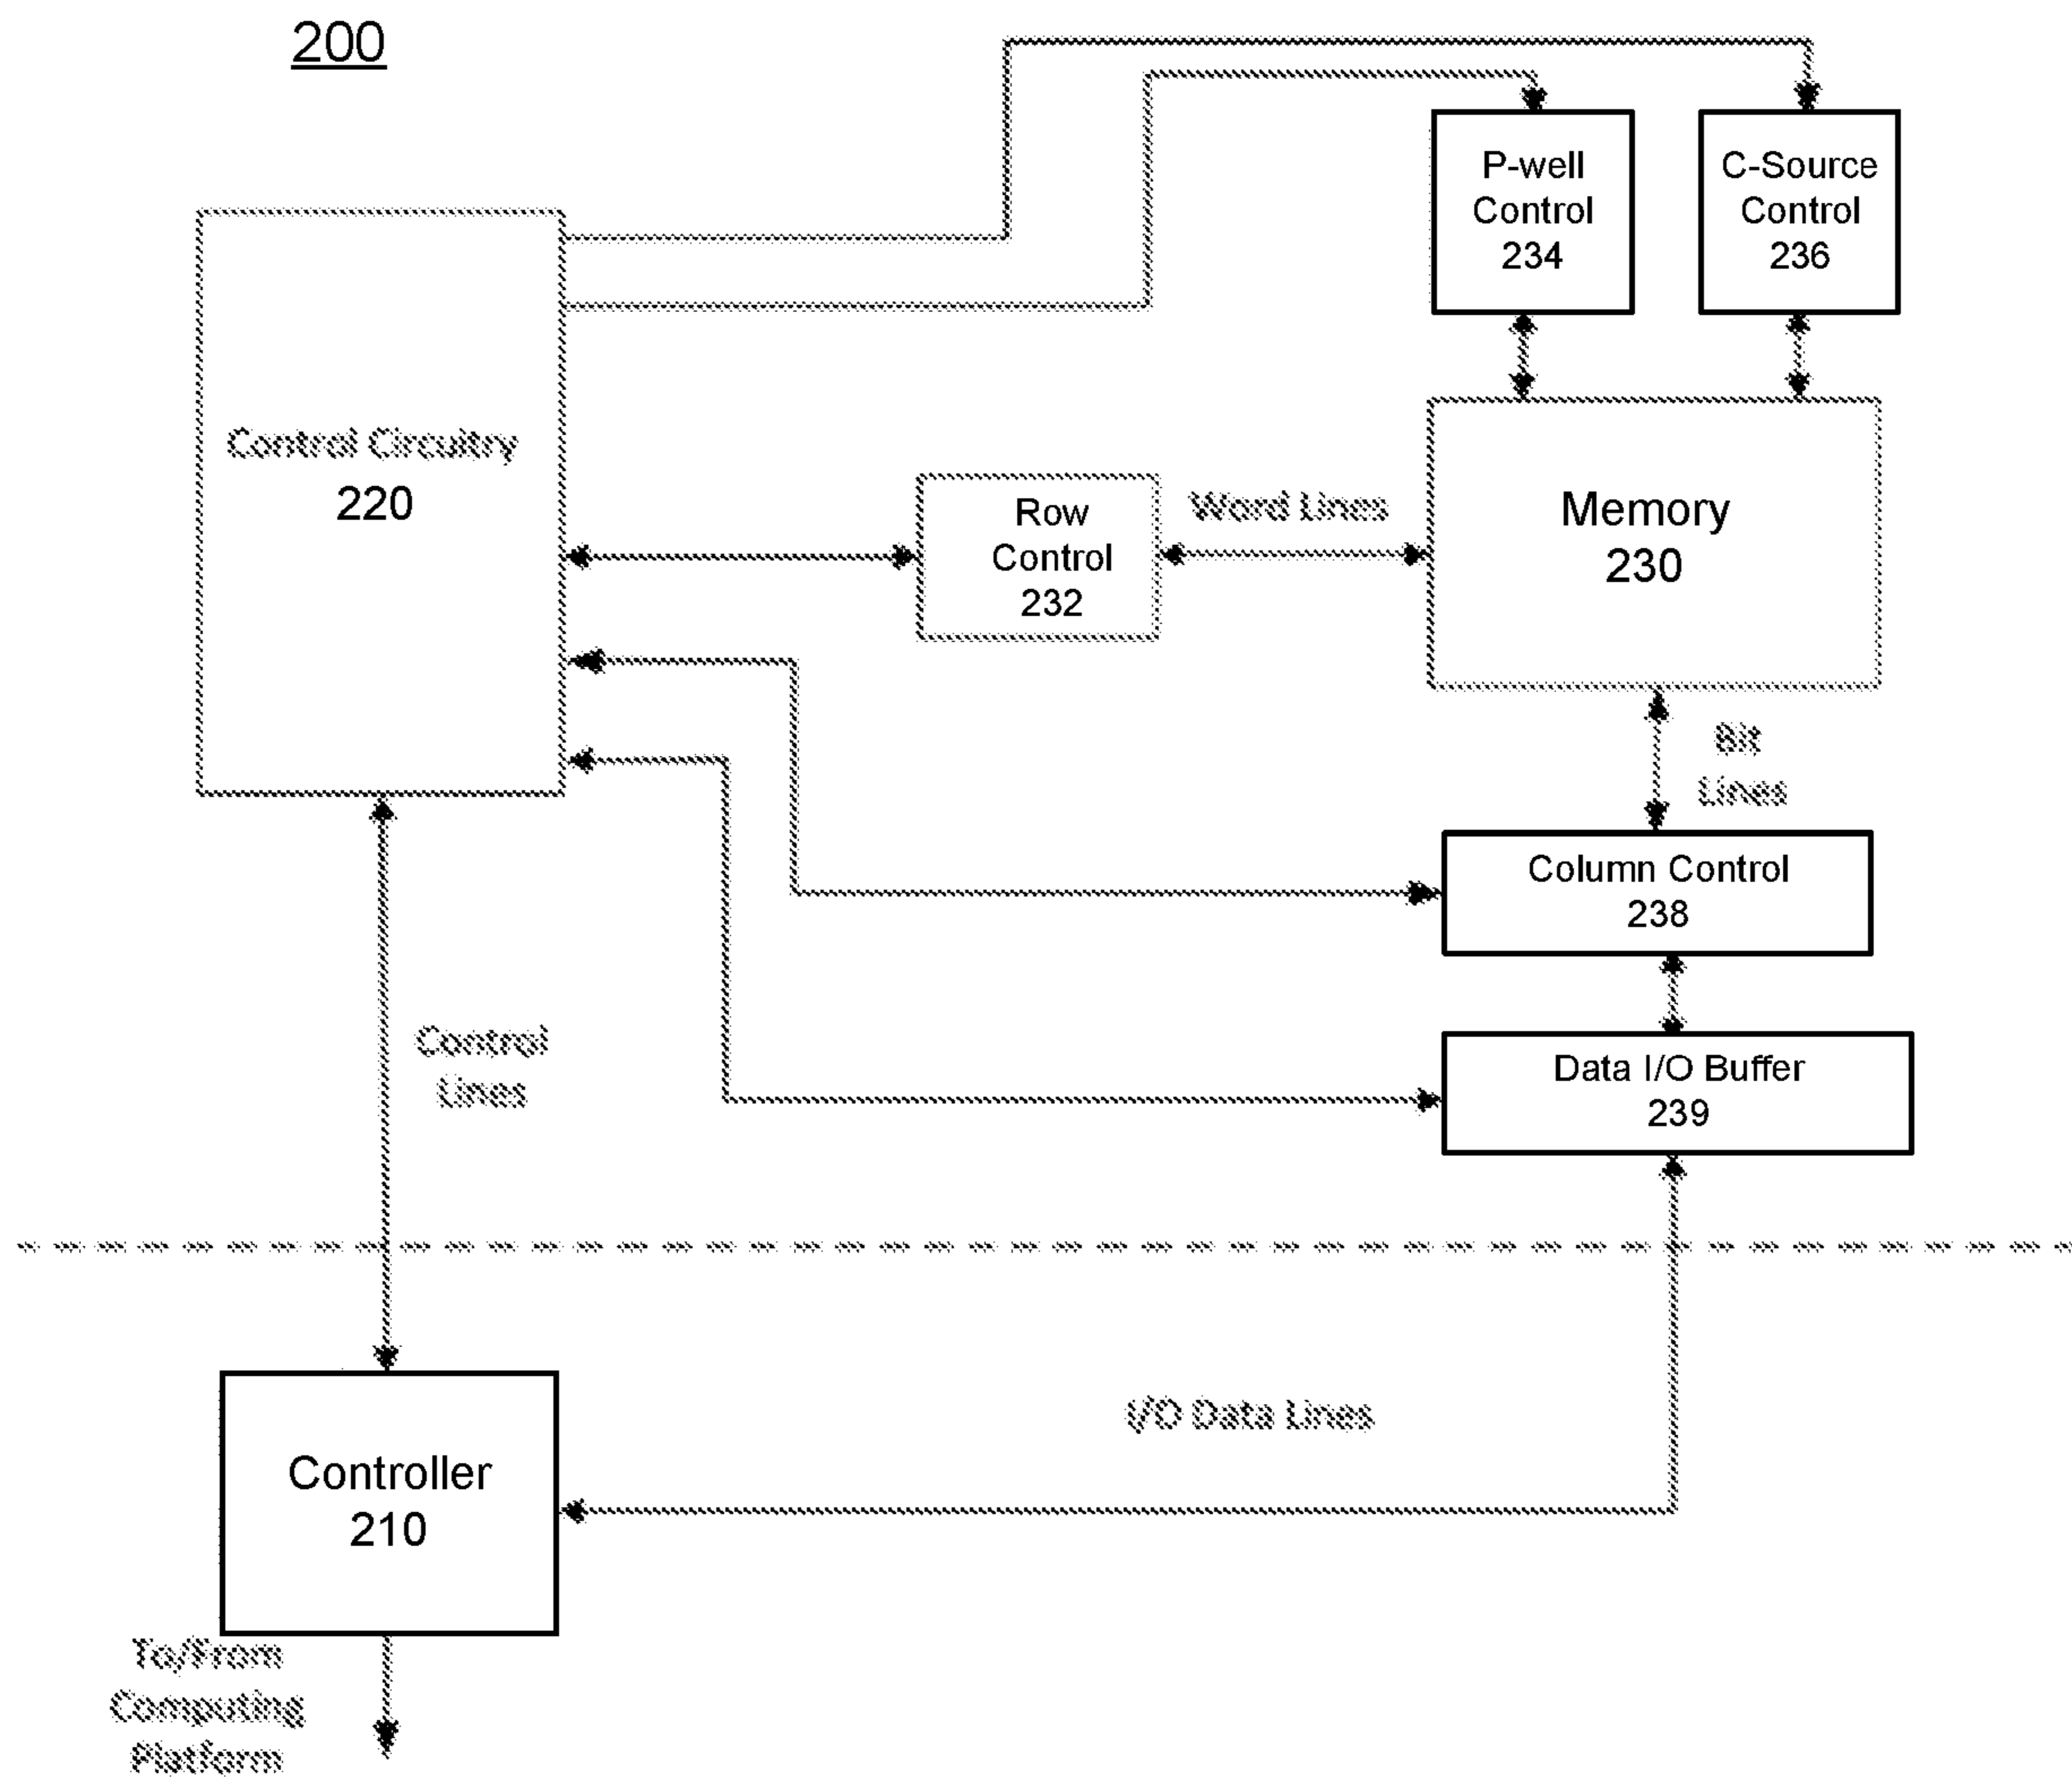 200
P-well
Control
234
C-Source
Control
236
Control Circuitry
220
Row
Control
232
Word Lines
Memory
230
Bit
Lines
Column Control
238
Data I/O Buffer
239
Control
Lines
I/O Data Lines
Controller
210
To/From
Computing
Platform